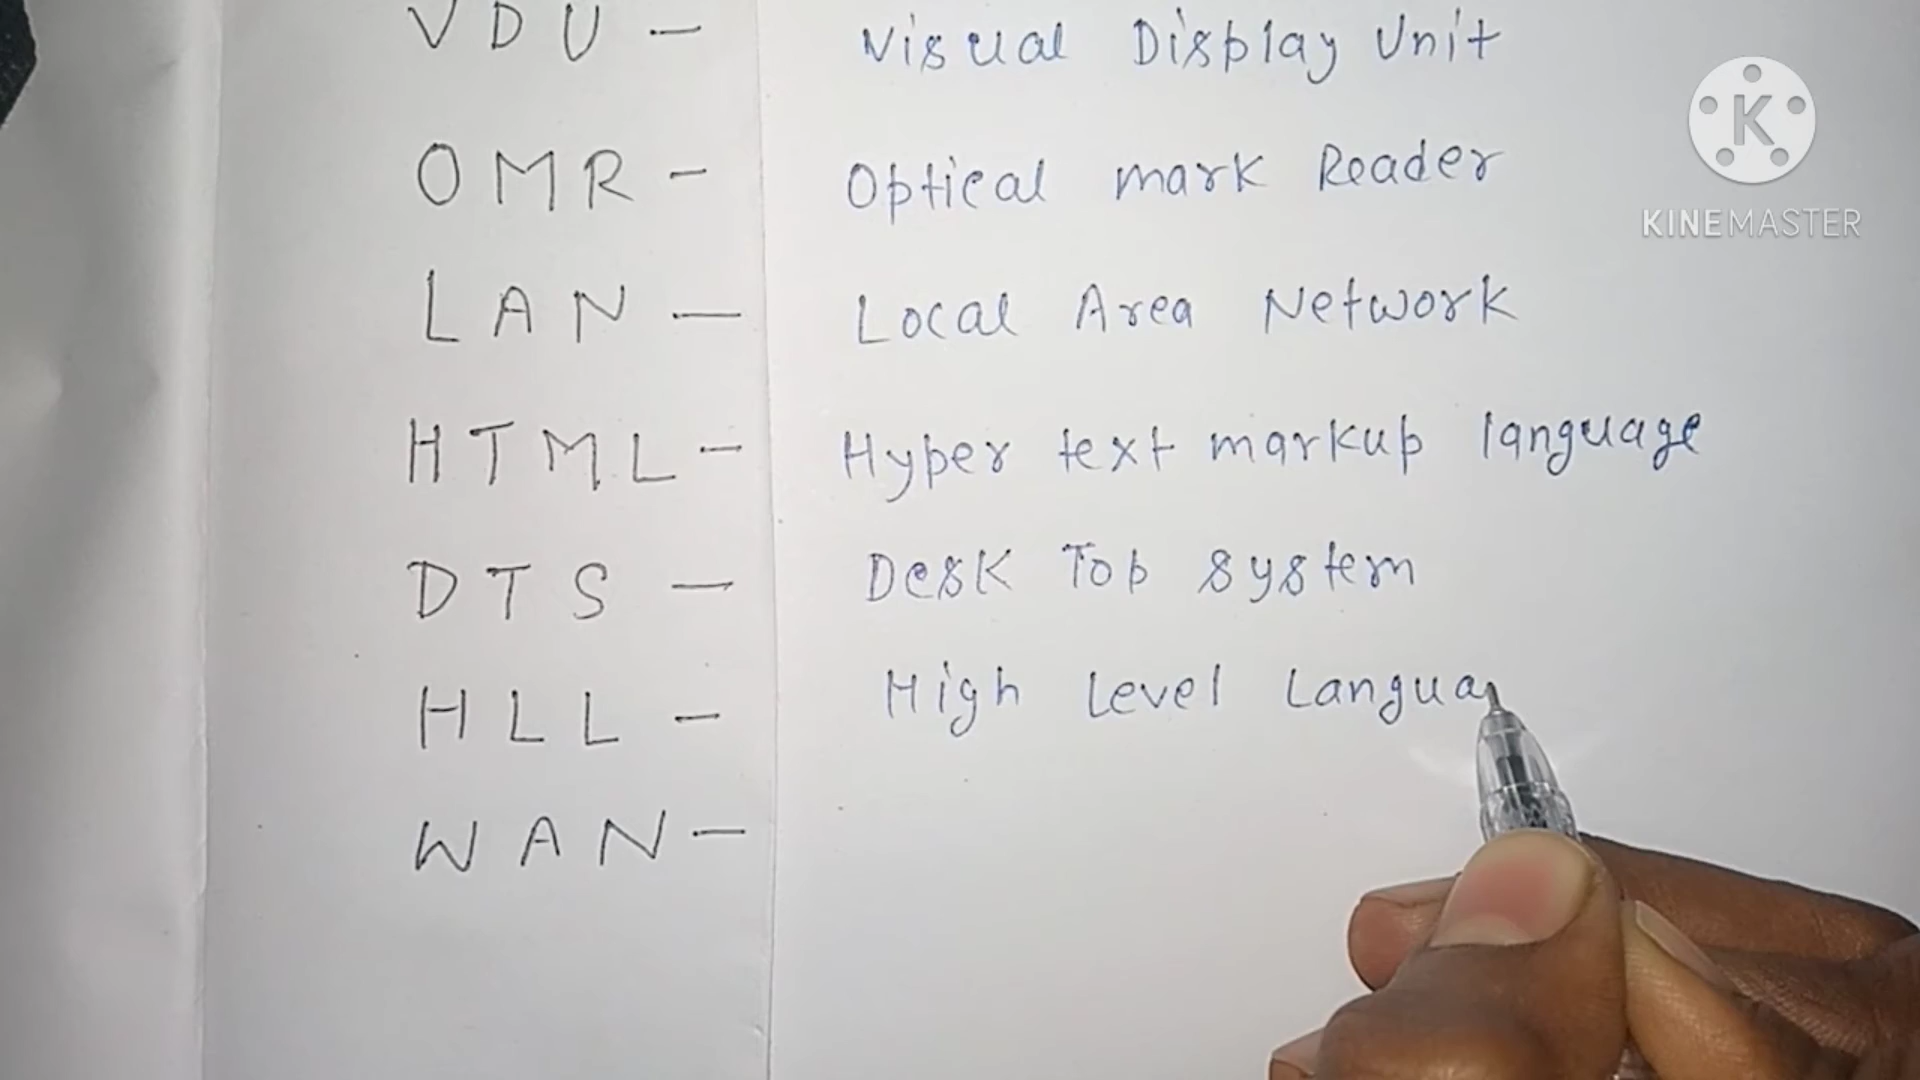 VDU - Visual Display Unit
OMR - Optical mark Reader
LAN - Local Area Network
HTML - Hyper text markup language
DTS - Desk Top system
HLL - High Level Langua
WAN -
K
KINEMASTER